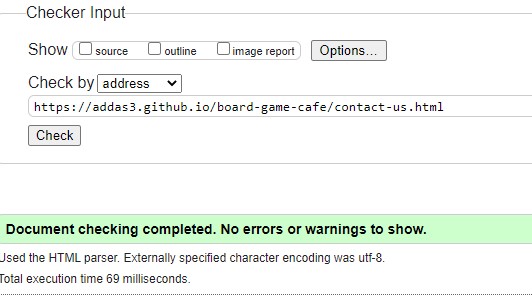 Checker Input
Show source outline image report Options...
Check by address
https://addas3.github.io/board-game-cafe/contact-us.html
Check
Document checking completed. No errors or warnings to show.
Used the HTML parser. Externally specified character encoding was utf-8.
Total execution time 69 milliseconds.